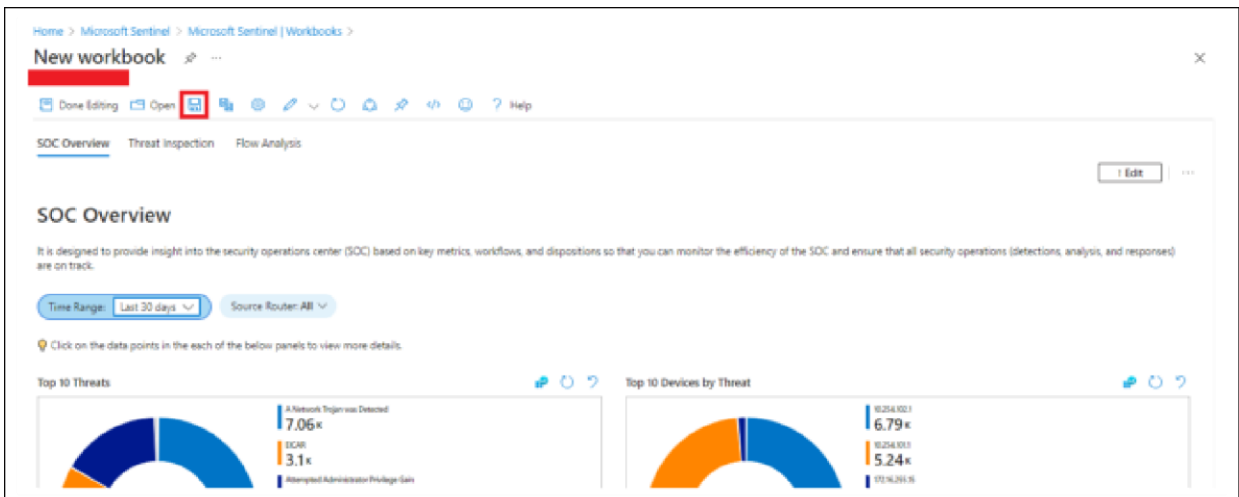 Home > Microsoft Sentinel > Microsoft Sentinel | Workbooks >
New workbook ...
Done Editing Open ? Help
SOC Overview Threat Inspection Flow Analysis
↑ Edit ...
SOC Overview
It is designed to provide insight into the security operations center (SOC) based on key metrics, workflows, and dispositions so that you can monitor the efficiency of the SOC and ensure that all security operations (detections, analysis, and responses)
are on track.
Time Range: Last 30 days Source Router: All
Click on the data points in the each of the below panels to view more details.
Top 10 Threats Top 10 Devices by Threat
A Network Trojan was Detected 10.254.102.1
7.06K 6.79K
EICAR 10.254.101.1
3.1K 5.24K
Attempted Administrator Privilege Gain 172.16.255.15